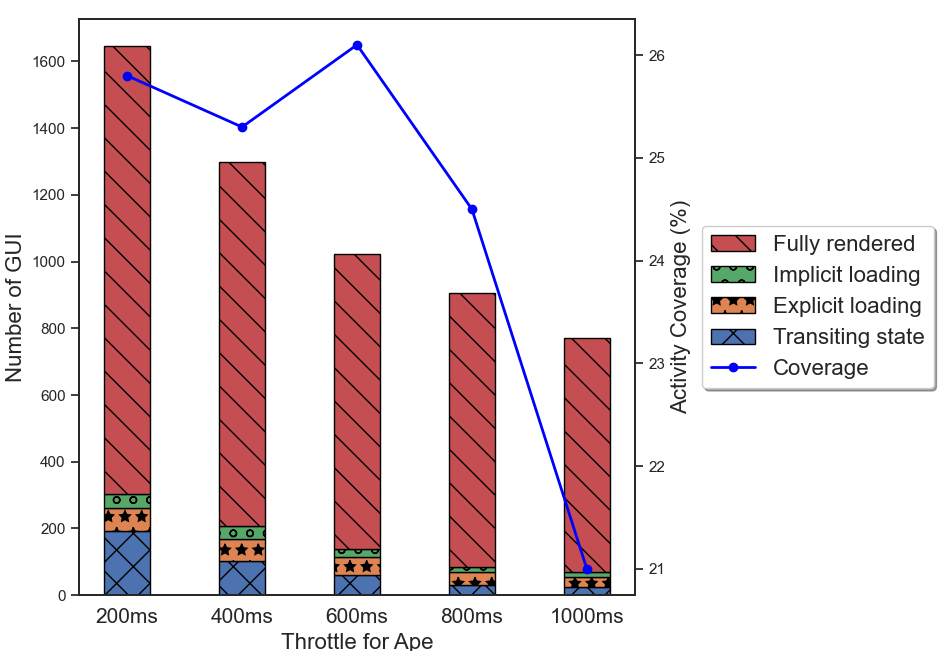 1600
1400
1200
1000
800
600
400
200
0
Number of GUI
26
25
24
23
22
21
Activity Coverage (%)
200ms 400ms 600ms 800ms 1000ms
Throttle for Ape
Fully rendered
Implicit loading
Explicit loading
Transiting state
Coverage